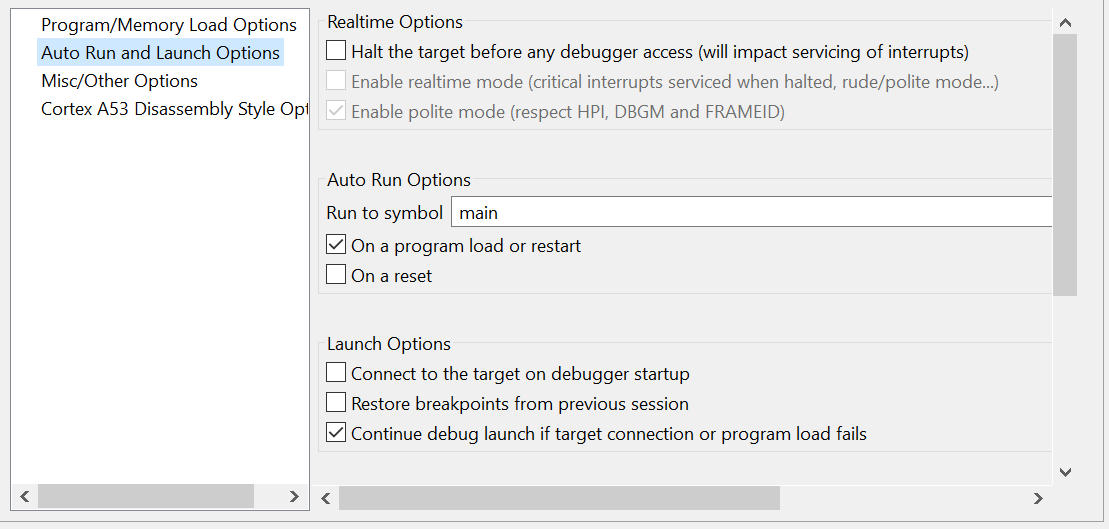 Program/Memory Load Options
Auto Run and Launch Options
Misc/Other Options
Cortex A53 Disassembly Style Opt
Realtime Options
Halt the target before any debugger access (will impact servicing of interrupts)
Enable realtime mode (critical interrupts serviced when halted, rude/polite mode...)
Enable polite mode (respect HPI, DBGM and FRAMEID)
Auto Run Options
Run to symbol main
On a program load or restart
On a reset
Launch Options
Connect to the target on debugger startup
Restore breakpoints from previous session
Continue debug launch if target connection or program load fails